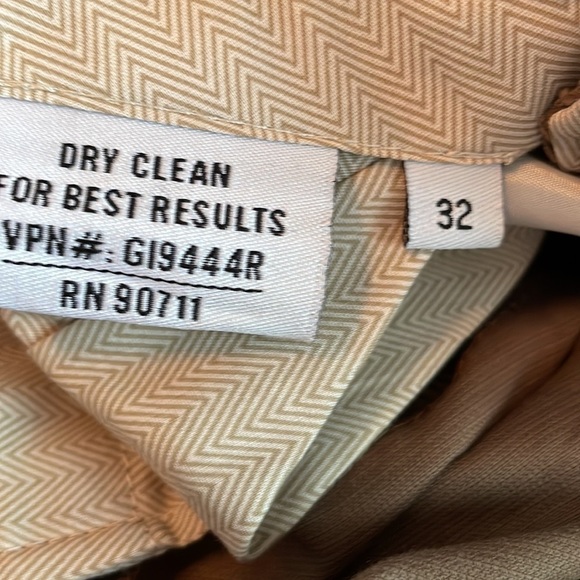 DRY CLEAN
FOR BEST RESULTS
VPN#: GI9444R
RN 90711
32